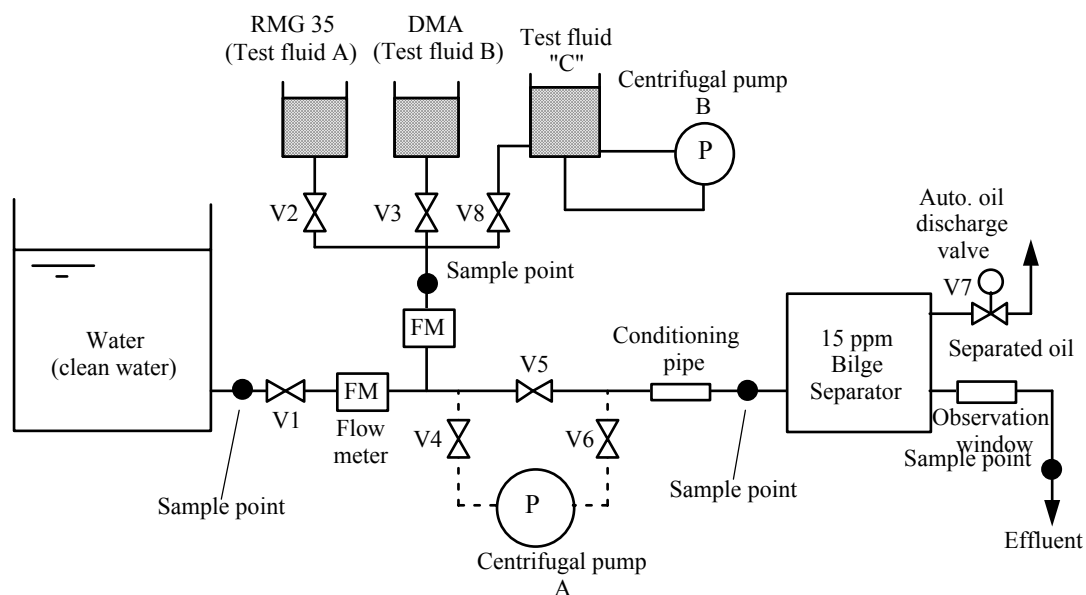 RMG 35
(Test fluid A)
DMA
(Test fluid B)
Test fluid
"C"
Centrifugal pump
B
P
V2
V3
V8
Auto. oil
discharge
valve
Sample point
V7
Water
(clean water)
FM
Conditioning
pipe
15 ppm
Bilge
Separator
Separated oil
V5
V1
FM
Flow
meter
V4
V6
Observation
window
Sample point
Sample point
Sample point
P
Effluent
Centrifugal pump
A